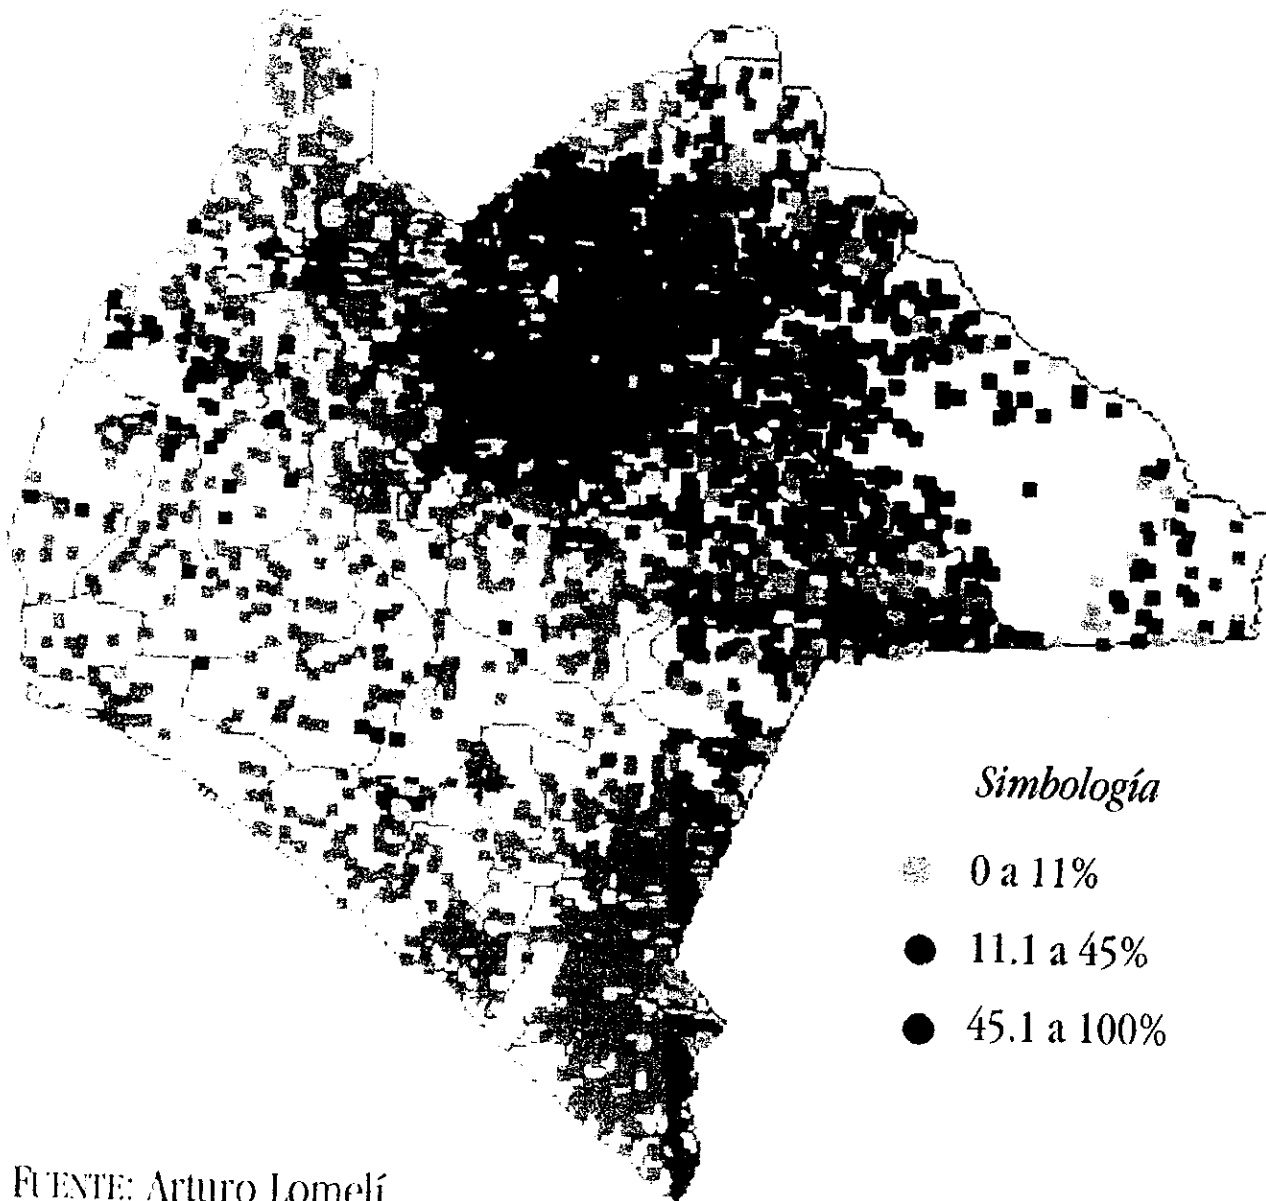 Simbología
0 a 11%
11.1 a 45%
45.1 a 100%
FUENTE: Arturo Lomelí